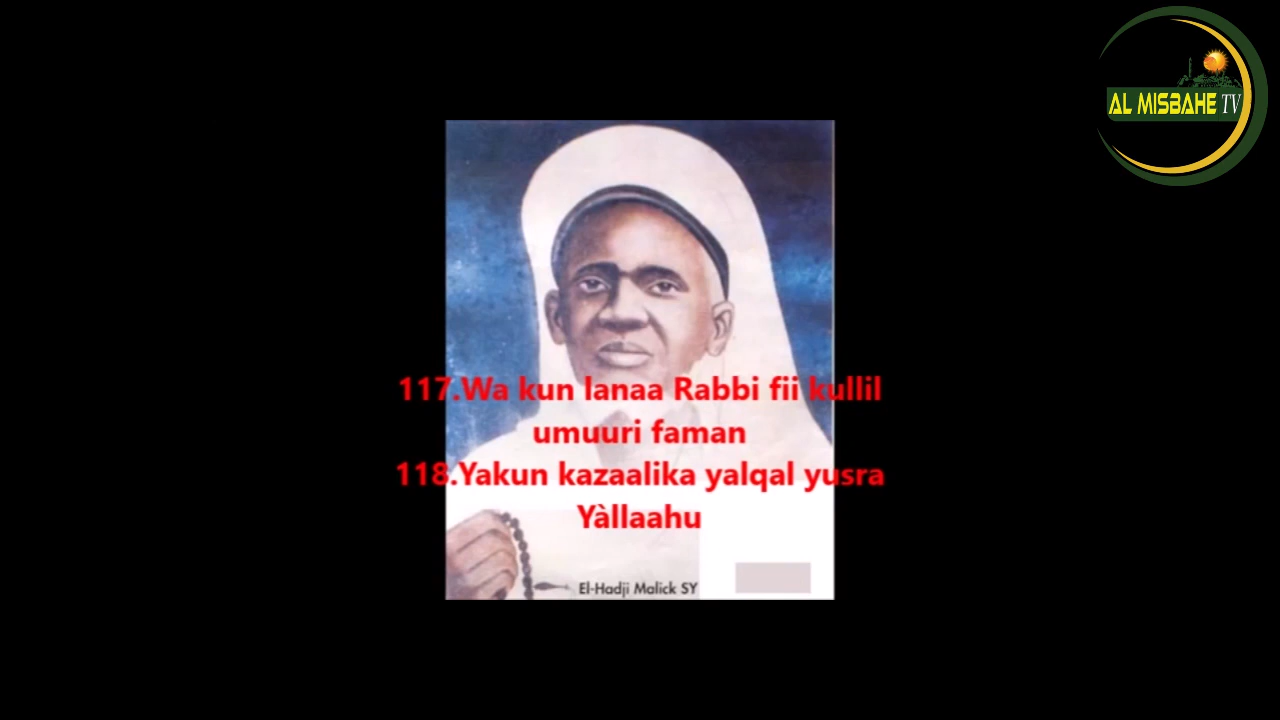 AL MISBAHE TV
117.Wa kun lanaa Rabbi fii kullil
umuuri faman
118.Yakun kazaalika yalqal yusra
Yàllaahu
El-Hadji Malick SY